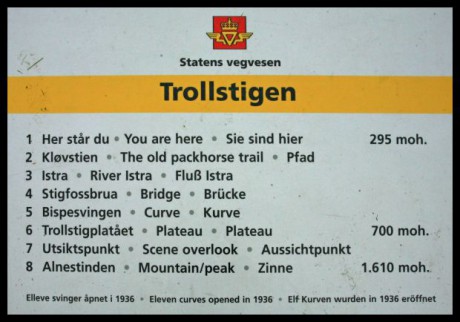 Statens vegvesen
Trollstigen
1 Her står du • You are here • Sie sind hier 295 moh.
2 Kløvstien • The old packhorse trail • Pfad
3 Istra • River Istra • Fluß Istra
4 Stigfossbrua • Bridge • Brücke
5 Bispesvingen • Curve • Kurve
6 Trollstigplatået • Plateau • Plateau 700 moh.
7 Utsiktspunkt • Scene overlook • Aussichtpunkt
8 Alnestinden • Mountain/peak • Zinne 1.610 moh.
Elleve svinger åpnet i 1936 • Eleven curves opened in 1936 • Elf Kurven wurden in 1936 eröffnet